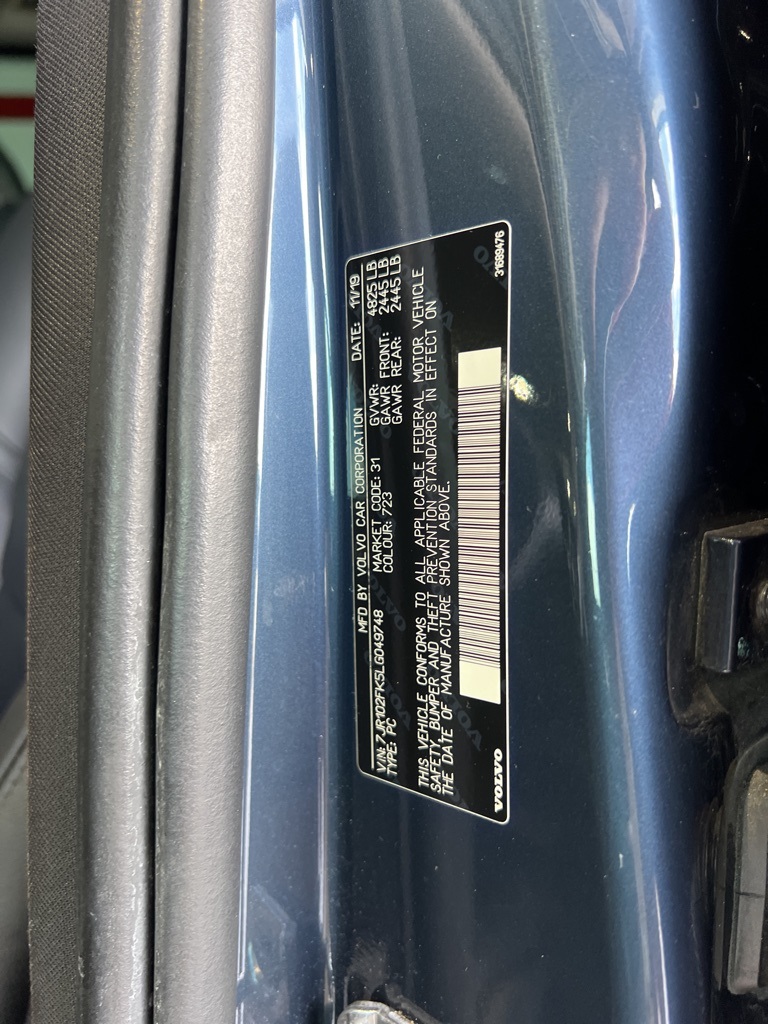 MFD BY VOLVO CAR CORPORATION DATE: 11/19
VIN: 7JR102FK5LG049748
TYPE: PC
MARKET CODE: 31
COLOUR: 723
GVWR: 4825 LB
GAWR FRONT: 2445 LB
GAWR REAR: 2445 LB
THIS VEHICLE CONFORMS TO ALL APPLICABLE FEDERAL MOTOR VEHICLE
SAFETY, BUMPER AND THEFT PREVENTION STANDARDS IN EFFECT ON
THE DATE OF MANUFACTURE SHOWN ABOVE.
VOLVO
31689476